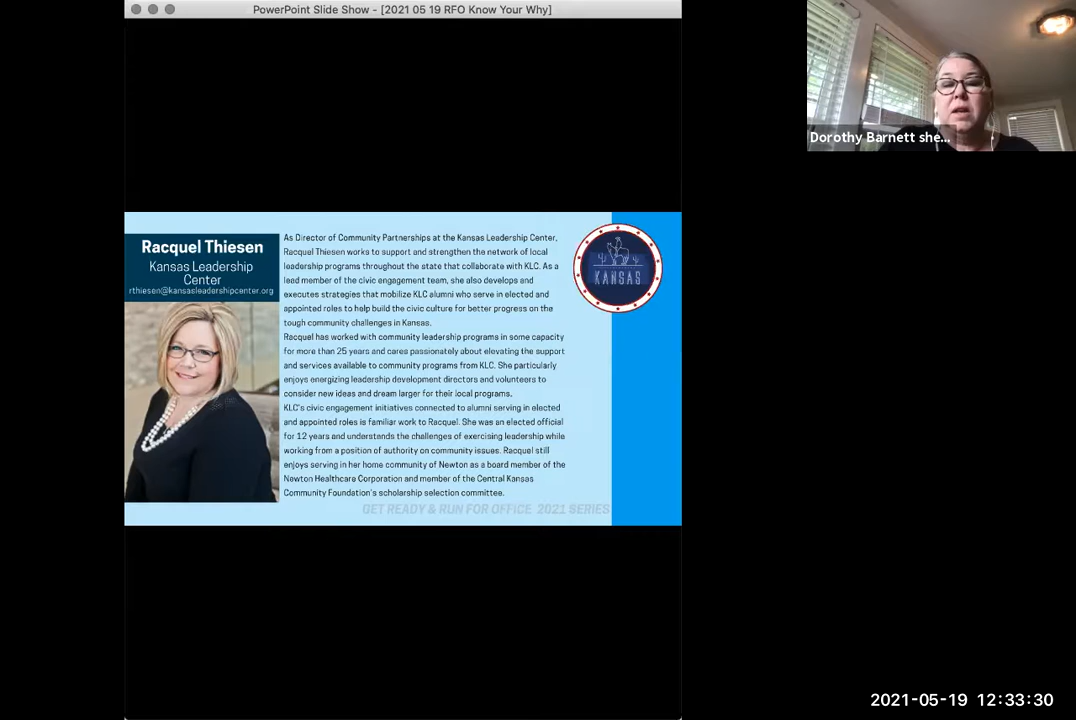 PowerPoint Slide Show - [2021 05 19 RFO Know Your Why]
Dorothy Barnett she...
Racquel Thiesen
Kansas Leadership
Center
rthiesen@kansasleadershipcenter.org
As Director of Community Partnerships at the Kansas Leadership Center,
Racquel Thiesen works to support and strengthen the network of local
leadership programs throughout the state that collaborate with KLC. As a
lead member of the civic engagement team, she also develops and
executes strategies that mobilize KLC alumni who serve in elected and
appointed roles to help build the civic culture for better progress on the
tough community challenges in Kansas.
Racquel has worked with community leadership programs in some capacity
for more than 25 years and cares passionately about elevating the support
and services available to community programs from KLC. She particularly
enjoys energizing leadership development directors and volunteers to
consider new ideas and dream larger for their local programs.
KLC's civic engagement initiatives connected to alumni serving in elected
and appointed roles is familiar work to Racquel. She was an elected official
for 12 years and understands the challenges of exercising leadership while
working from a position of authority on community issues. Racquel still
enjoys serving in her home community of Newton as a board member of the
Newton Healthcare Corporation and member of the Central Kansas
Community Foundation's scholarship selection committee.
KANSAS
GET READY & RUN FOR OFFICE 2021 SERIES
2021-05-19 12:33:30